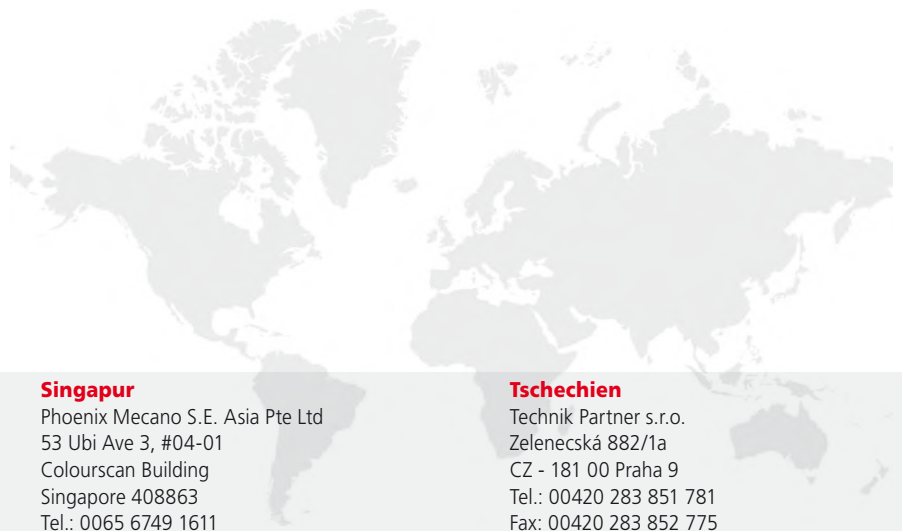 Singapur
Phoenix Mecano S.E. Asia Pte Ltd
53 Ubi Ave 3, #04-01
Colourscan Building
Singapore 408863
Tel.: 0065 6749 1611
Tschechien
Technik Partner s.r.o.
Zelenecská 882/1a
CZ - 181 00 Praha 9
Tel.: 00420 283 851 781
Fax: 00420 283 852 775